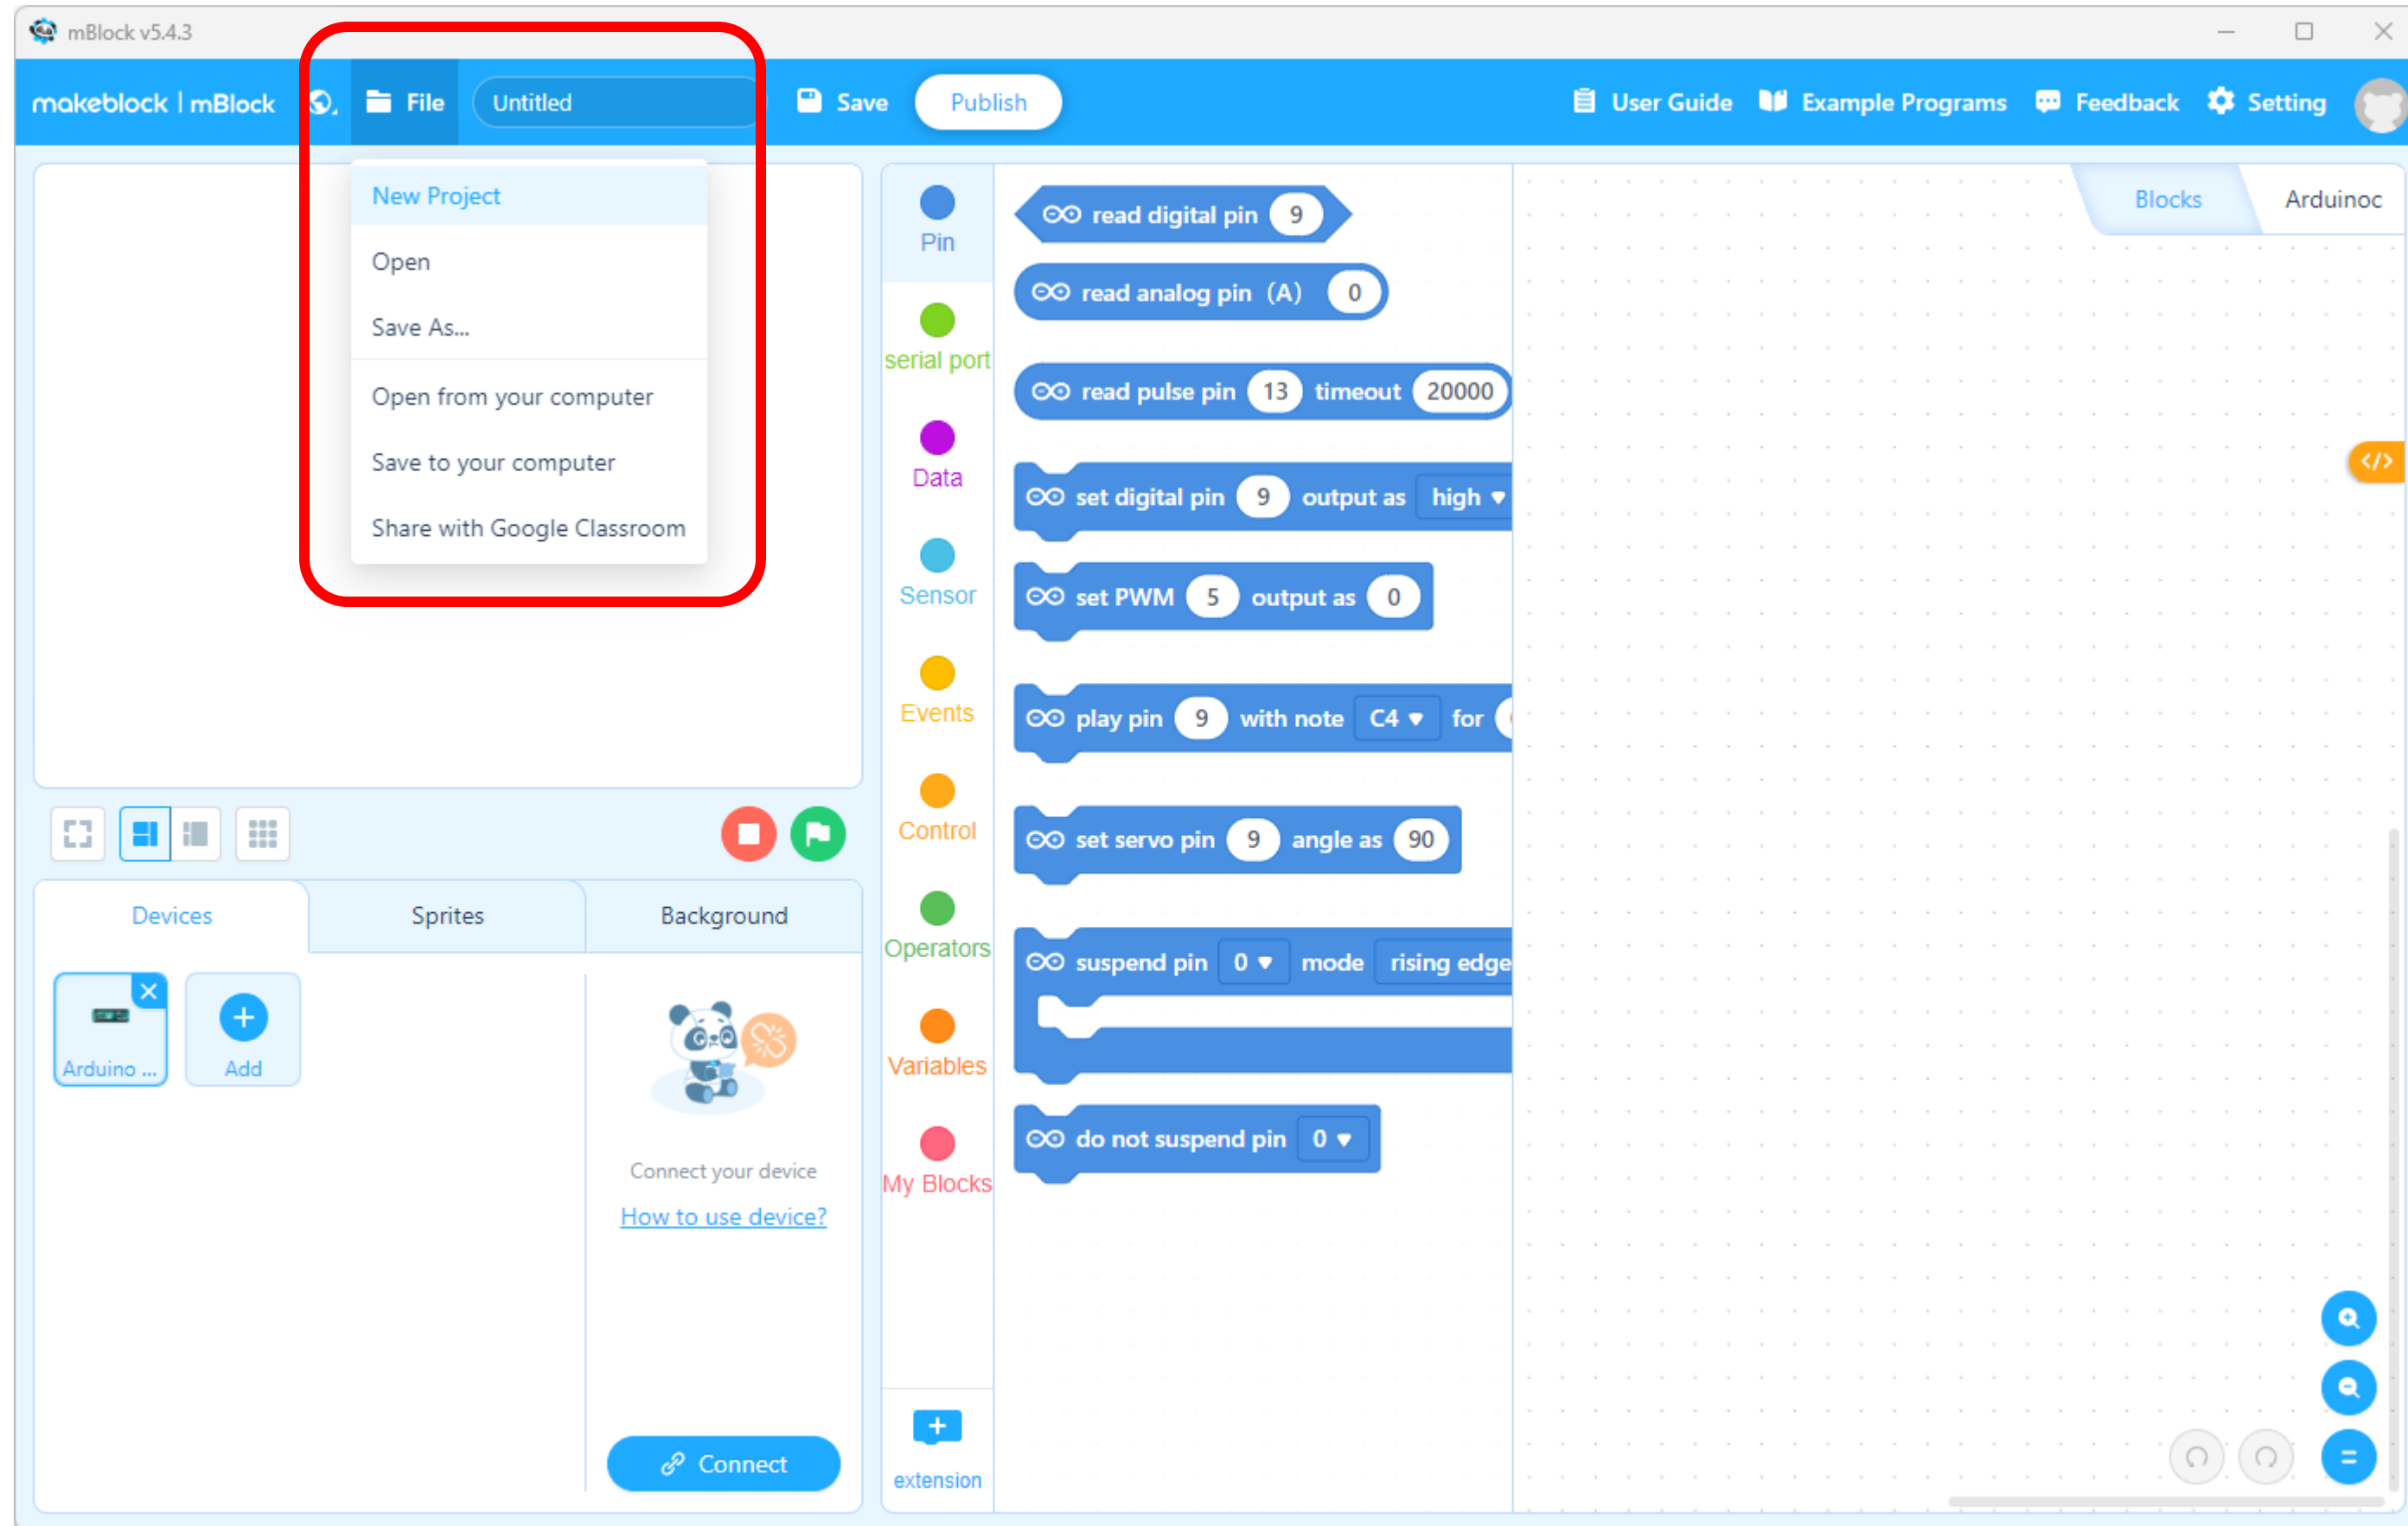 mBlock v5.4.3
makeblock | mBlock File Untitled Save Publish User Guide Example Programs Feedback Setting
New Project
Open
Save As...
Open from your computer
Save to your computer
Share with Google Classroom
Devices Sprites Background
Arduino ...
Add
Connect your device
How to use device?
Connect
Pin
serial port
Data
Sensor
Events
Control
Operators
Variables
My Blocks
extension
read digital pin 9
read analog pin (A) 0
read pulse pin 13 timeout 20000
set digital pin 9 output as high
set PWM 5 output as 0
play pin 9 with note C4 for
set servo pin 9 angle as 90
suspend pin 0 mode rising edge
do not suspend pin 0
Blocks Arduinoc